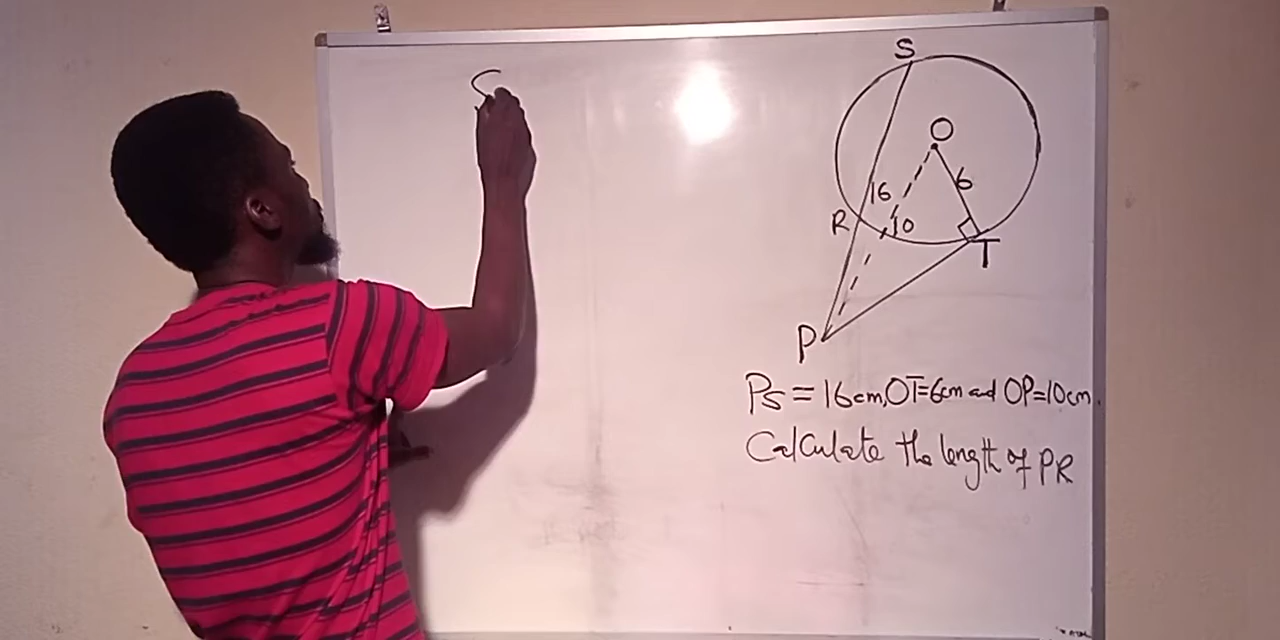 S
O
16
6
R
10
T
P
PS = 16cm, OT=6cm and OP=10cm.
Calculate the length of PR